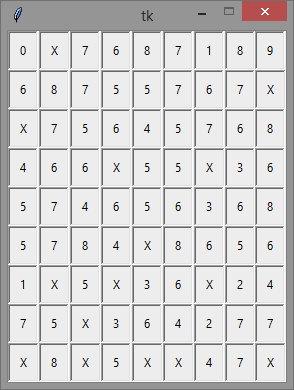 tk
0 X 7 6 8 7 1 8 9
6 8 7 5 5 7 6 7 X
X 7 5 6 4 5 7 6 8
4 6 6 X 5 5 X 3 6
5 7 4 6 5 6 3 6 8
5 7 8 4 X 8 6 5 6
1 X 5 X 3 6 X 2 4
7 5 X 3 6 4 2 7 7
X 8 X 5 X X 4 7 X